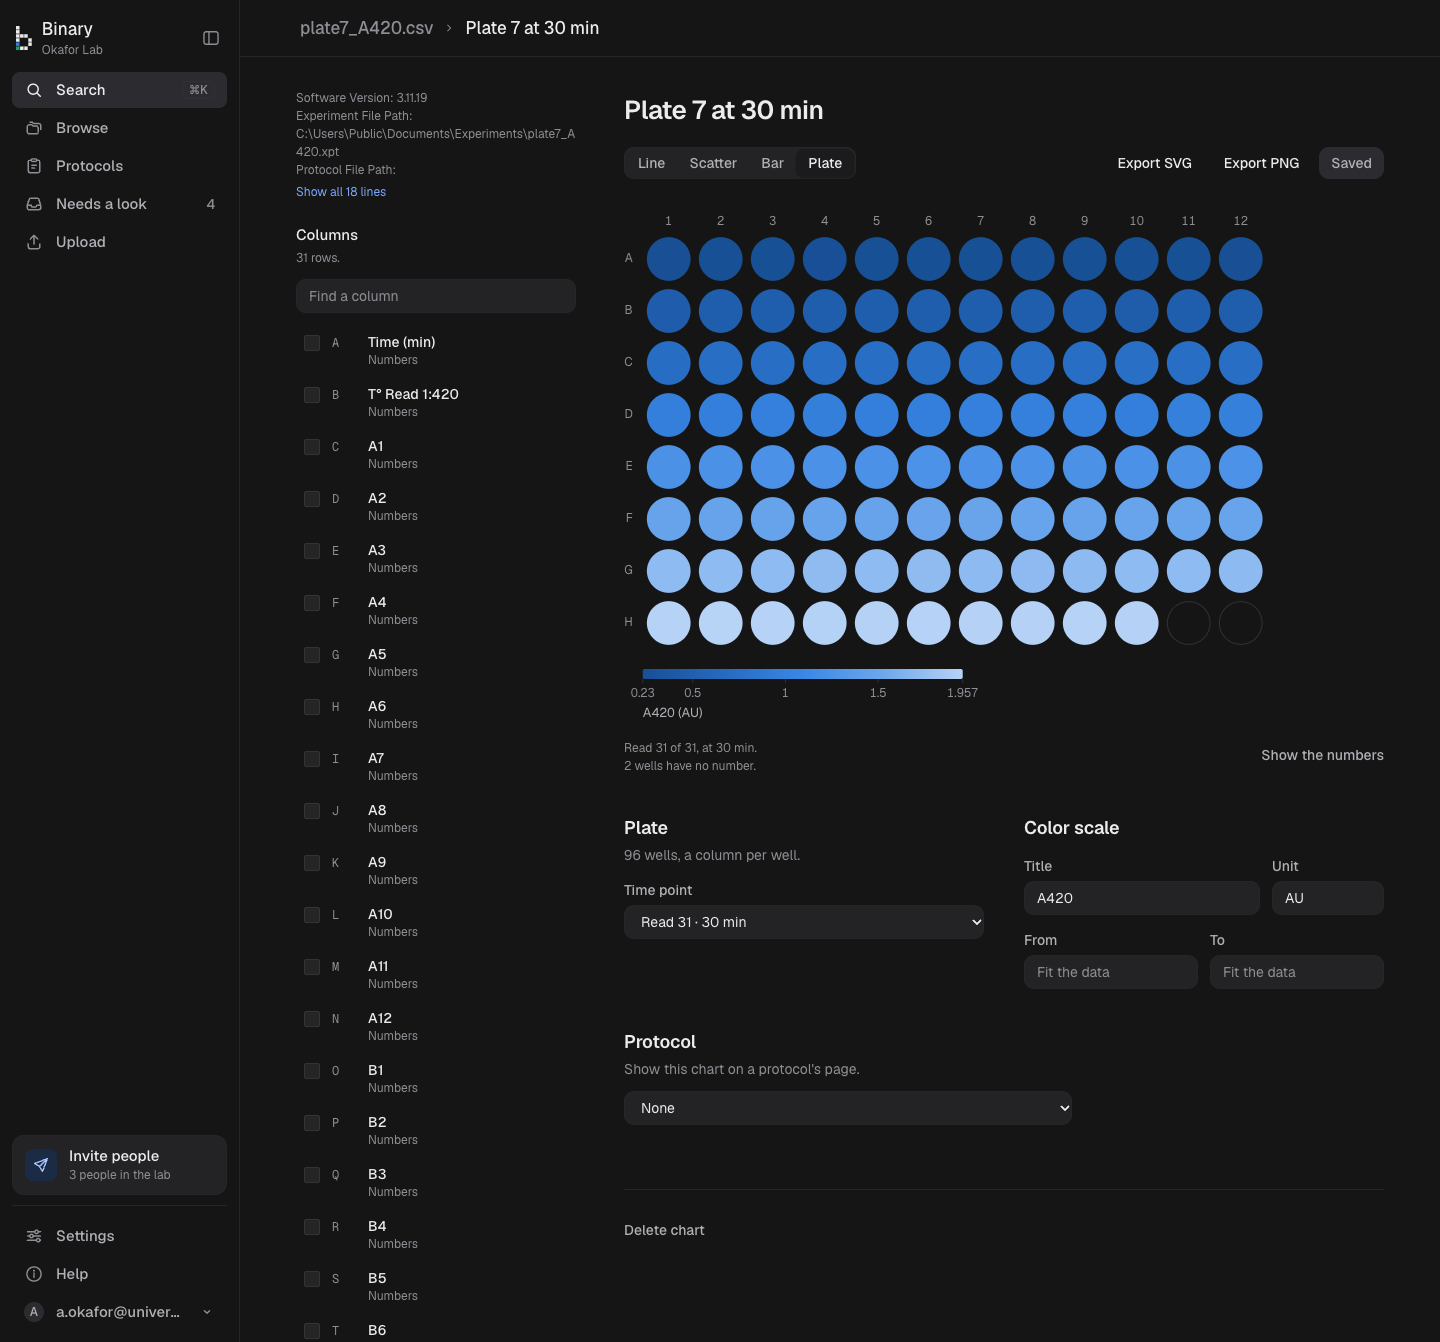 Binary
Okafor Lab
Search ⌘K
Browse
Protocols
Needs a look 4
Upload
Invite people
3 people in the lab
Settings
Help
A a.okafor@univer...
plate7_A420.csv › Plate 7 at 30 min
Software Version: 3.11.19
Experiment File Path:
C:\Users\Public\Documents\Experiments\plate7_A
420.xpt
Protocol File Path:
Show all 18 lines
Columns
31 rows.
Find a column
A Time (min)
Numbers
B T° Read 1:420
Numbers
C A1
Numbers
D A2
Numbers
E A3
Numbers
F A4
Numbers
G A5
Numbers
H A6
Numbers
I A7
Numbers
J A8
Numbers
K A9
Numbers
L A10
Numbers
M A11
Numbers
N A12
Numbers
O B1
Numbers
P B2
Numbers
Q B3
Numbers
R B4
Numbers
S B5
Numbers
T B6
Plate 7 at 30 min
Line Scatter Bar Plate
Export SVG Export PNG Saved
1 2 3 4 5 6 7 8 9 10 11 12
A
B
C
D
E
F
G
H
0.23 0.5 1 1.5 1.957
A420 (AU)
Read 31 of 31, at 30 min.
2 wells have no number.
Show the numbers
Plate
96 wells, a column per well.
Time point
Read 31 · 30 min
Color scale
Title Unit
A420 AU
From To
Fit the data Fit the data
Protocol
Show this chart on a protocol's page.
None
Delete chart